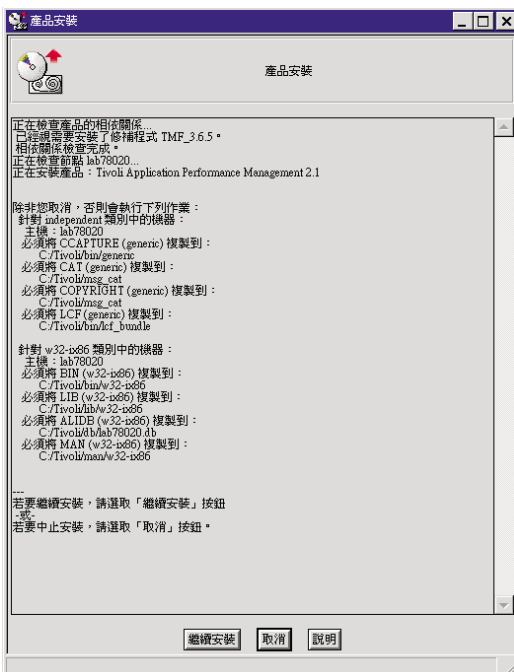 產品安裝
產品安裝
正在檢查產品的相依關係...
已經視需要安裝了修補程式 TMF_3.6.5。
相依關係檢查完成。
正在檢查節點 lab78020...
正在安裝產品：Tivoli Application Performance Management 2.1
除非您取消，否則會執行下列作業：
針對 independent 類別中的機器：
主機：lab78020
必須將 CCAPTURE (generic) 複製到：
C:/Tivoli/bin/generic
必須將 CAT (generic) 複製到：
C:/Tivoli/msg_cat
必須將 COPYRIGHT (generic) 複製到：
C:/Tivoli/msg_cat
必須將 LCF (generic) 複製到：
C:/Tivoli/bin/lcf_bundle
針對 w32-ix86 類別中的機器：
主機：lab78020
必須將 BIN (w32-ix86) 複製到：
C:/Tivoli/bin/w32-ix86
必須將 LIB (w32-ix86) 複製到：
C:/Tivoli/lib/w32-ix86
必須將 ALIDB (w32-ix86) 複製到：
C:/Tivoli/db/lab78020.db
必須將 MAN (w32-ix86) 複製到：
C:/Tivoli/man/w32-ix86
---
若要繼續安裝，請選取「繼續安裝」按鈕
-或-
若要中止安裝，請選取「取消」按鈕。
繼續安裝 取消 說明